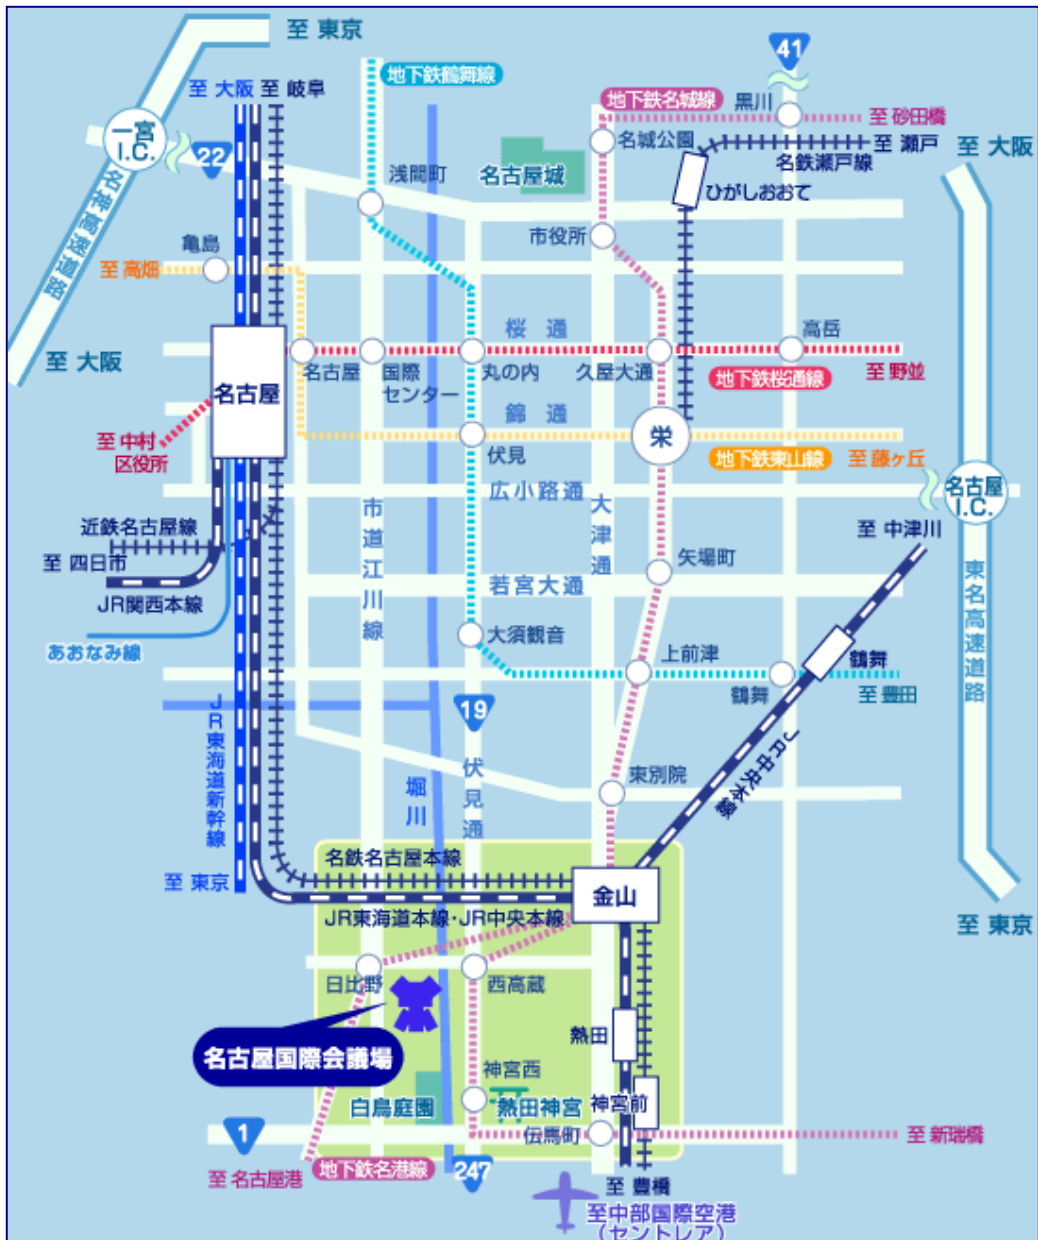 至 東京
41
地下鉄鶴舞線
至 大阪
至 岐阜
地下鉄名城線
黒川
至 砂田橋
一宮
I.C.
22
名城公園
至 瀬戸
至 大阪
名鉄瀬戸線
浅間町
名古屋城
ひがしおおて
名神高速道路
市役所
亀島
至 高畑
桜 通
高岳
至 大阪
名古屋
名古屋
国際
センター
丸の内
久屋大通
至 野並
地下鉄桜通線
錦 通
至 中村
区役所
伏見
栄
地下鉄東山線
至 藤ヶ丘
広小路通
名古屋
I.C.
近鉄名古屋線
至 四日市
JR関西本線
あおなみ線
市道江川線
大津通
至 中津川
矢場町
若宮大通
東名高速道路
大須観音
上前津
鶴舞
鶴舞
至 豊田
JR東海道新幹線
19
伏見通
堀川
東別院
JR中央本線
名鉄名古屋本線
至 東京
金山
JR東海道本線・JR中央本線
至 東京
日比野
西高蔵
名古屋国際会議場
熱田
神宮西
白鳥庭園
熱田神宮
神宮前
1
伝馬町
至 新瑞橋
至 名古屋港
地下鉄名港線
247
至 豊橋
至中部国際空港
(セントレア)